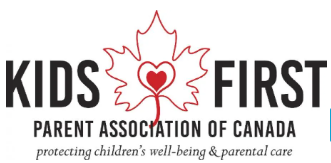 KIDS FIRST
PARENT ASSOCIATION OF CANADA
protecting children's well-being & parental care